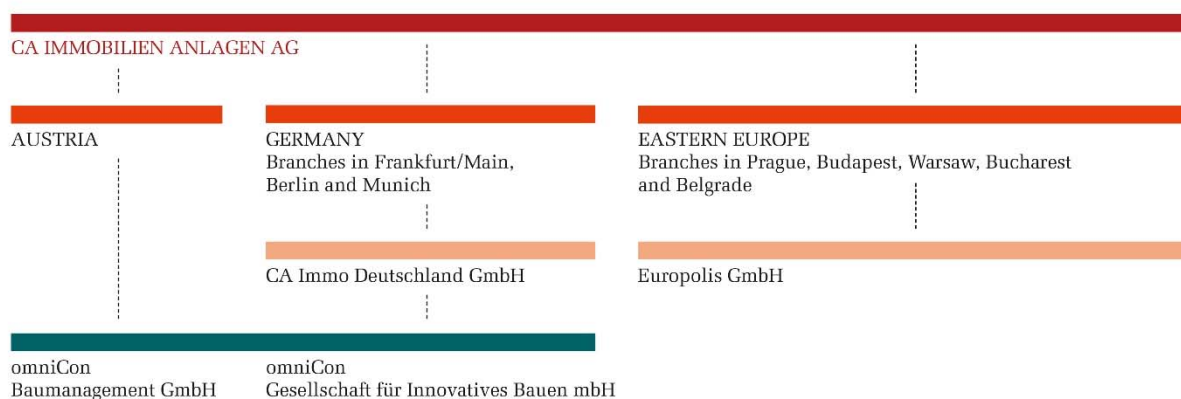 CA IMMOBILIEN ANLAGEN AG
AUSTRIA
GERMANY
Branches in Frankfurt/Main,
Berlin and Munich
EASTERN EUROPE
Branches in Prague, Budapest, Warsaw, Bucharest
and Belgrade
CA Immo Deutschland GmbH
Europolis GmbH
omniCon
Baumanagement GmbH
omniCon
Gesellschaft für Innovatives Bauen mbH